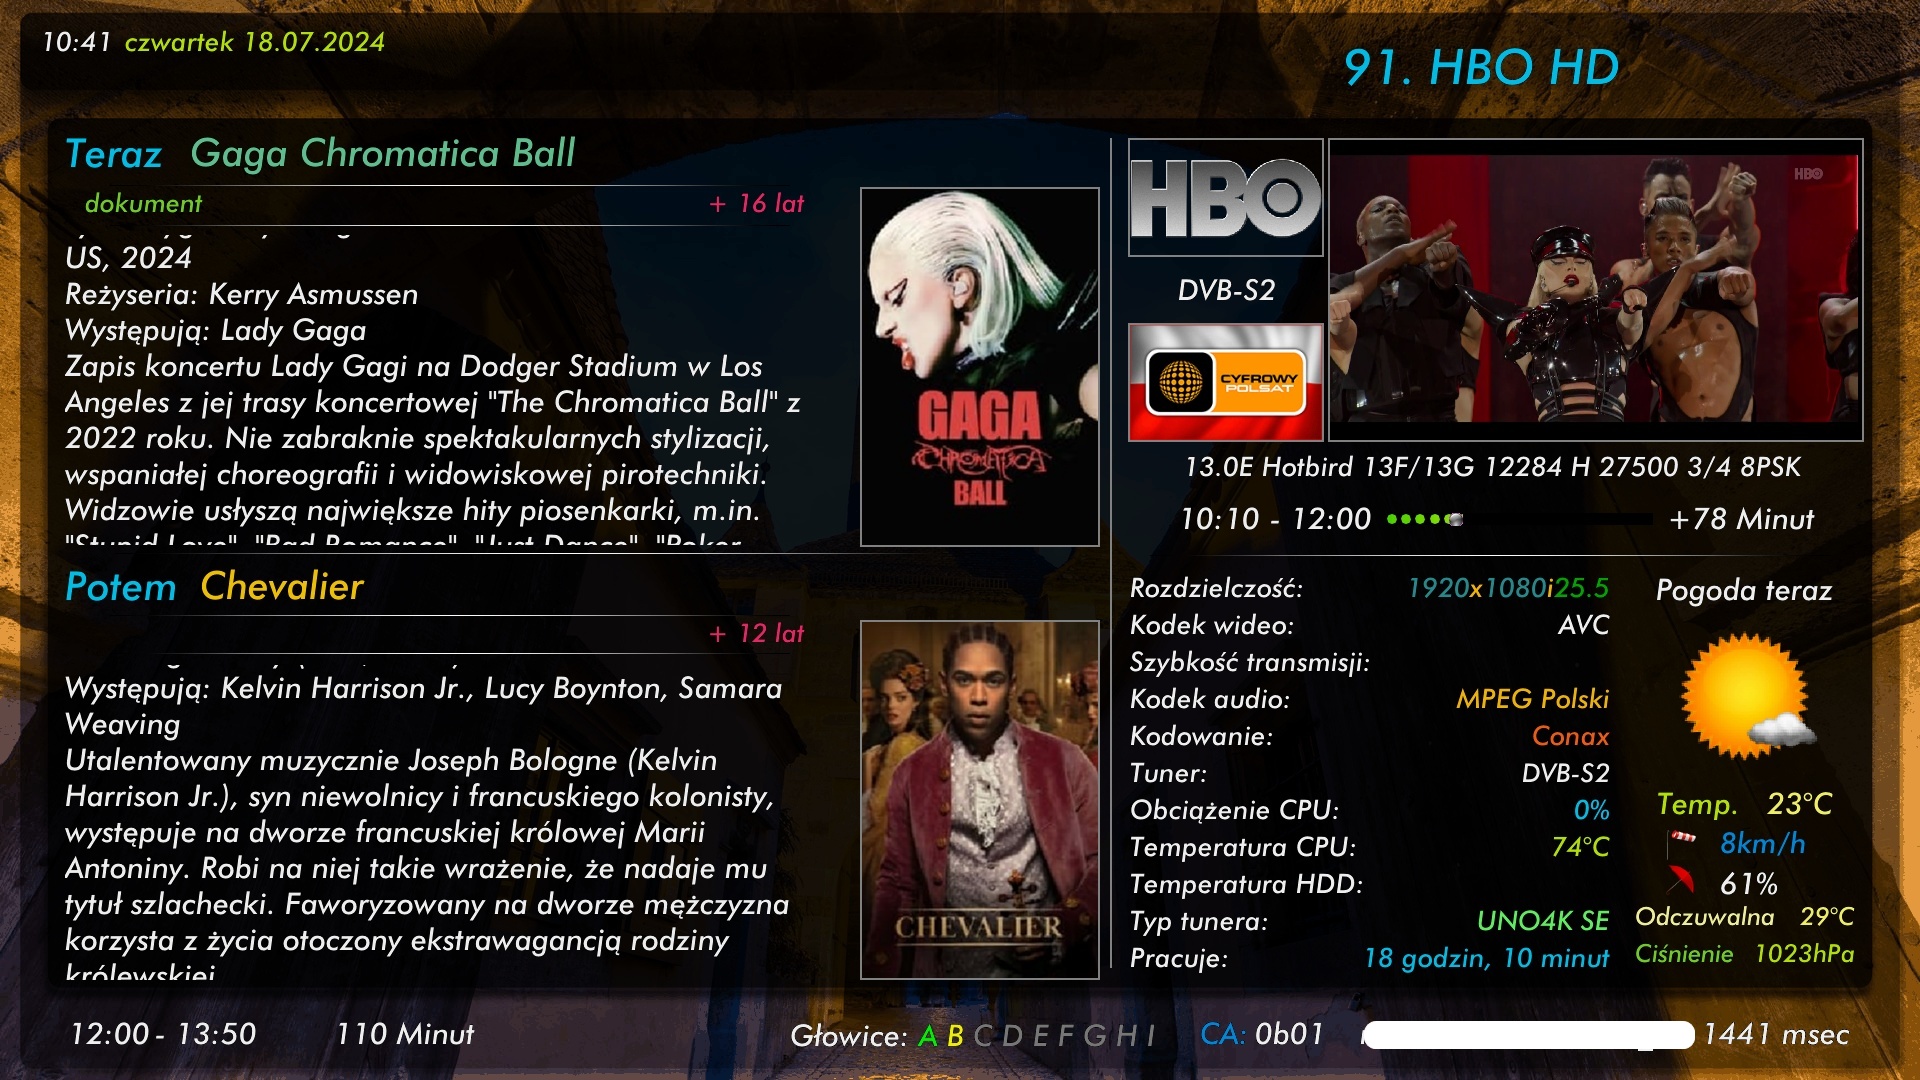 10:41 czwartek 18.07.2024
91. HBO HD
Teraz Gaga Chromatica Ball
dokument + 16 lat
US, 2024
Reżyseria: Kerry Asmussen
Występują: Lady Gaga
Zapis koncertu Lady Gagi na Dodger Stadium w Los
Angeles z jej trasy koncertowej "The Chromatica Ball" z
2022 roku. Nie zabraknie spektakularnych stylizacji,
wspaniałej choreografii i widowiskowej pirotechniki.
Widzowie usłyszą największe hity piosenkarki, m.in.
"Stupid Love", "Bad Romance", "Just Dance", "Poker
GAGA
CHROMATICA
BALL
Potem Chevalier
+ 12 lat
Występują: Kelvin Harrison Jr., Lucy Boynton, Samara
Weaving
Utalentowany muzycznie Joseph Bologne (Kelvin
Harrison Jr.), syn niewolnicy i francuskiego kolonisty,
występuje na dworze francuskiej królowej Marii
Antoniny. Robi na niej takie wrażenie, że nadaje mu
tytuł szlachecki. Faworyzowany na dworze mężczyzna
korzysta z życia otoczony ekstrawagancją rodziny
królewskiej
CHEVALIER
HBO
DVB-S2
CYFROWY
POLSAT
HBO
13.0E Hotbird 13F/13G 12284 H 27500 3/4 8PSK
10:10 - 12:00 +78 Minut
Rozdzielczość: 1920x1080i25.5
Kodek wideo: AVC
Szybkość transmisji:
Kodek audio: MPEG Polski
Kodowanie: Conax
Tuner: DVB-S2
Obciążenie CPU: 0%
Temperatura CPU: 74°C
Temperatura HDD:
Typ tunera: UNO4K SE
Pracuje: 18 godzin, 10 minut
Pogoda teraz
Temp. 23°C
8km/h
61%
Odczuwalna 29°C
Ciśnienie 1023hPa
12:00 - 13:50 110 Minut
Głowice: A B C D E F G H I
CA: 0b01
1441 msec